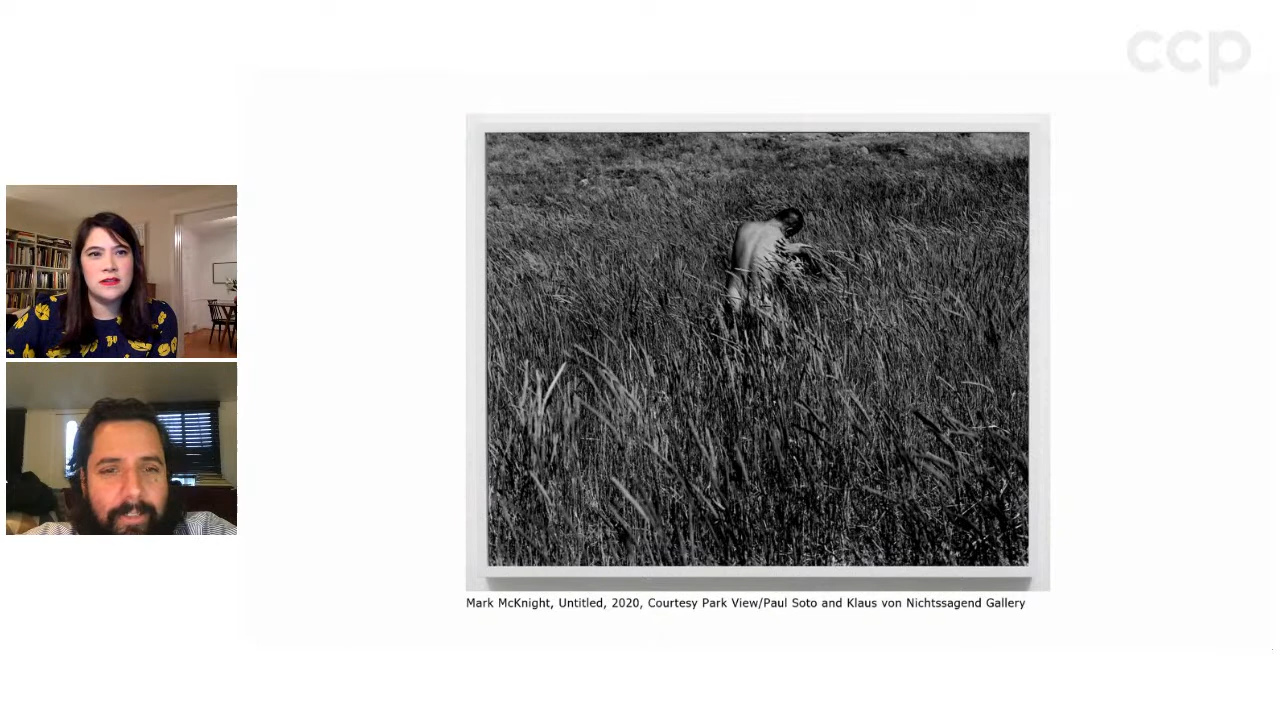 ccp
Mark McKnight, Untitled, 2020, Courtesy Park View/Paul Soto and Klaus von Nichtssagend Gallery